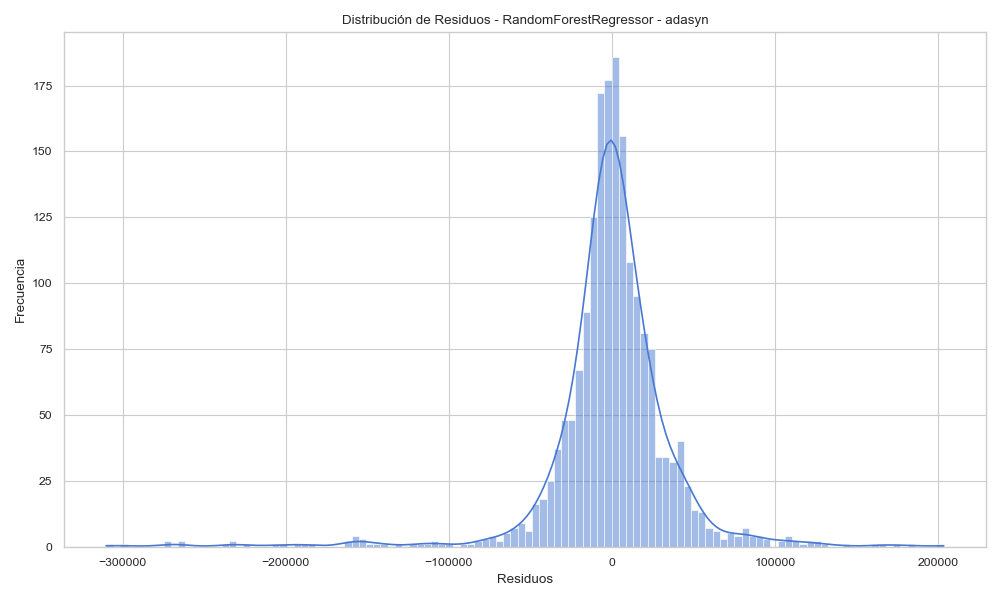 Distribución de Residuos - RandomForestRegressor - adasyn
175
150
125
100
75
50
25
0
Frecuencia
−300000 −200000 −100000 0 100000 200000
Residuos